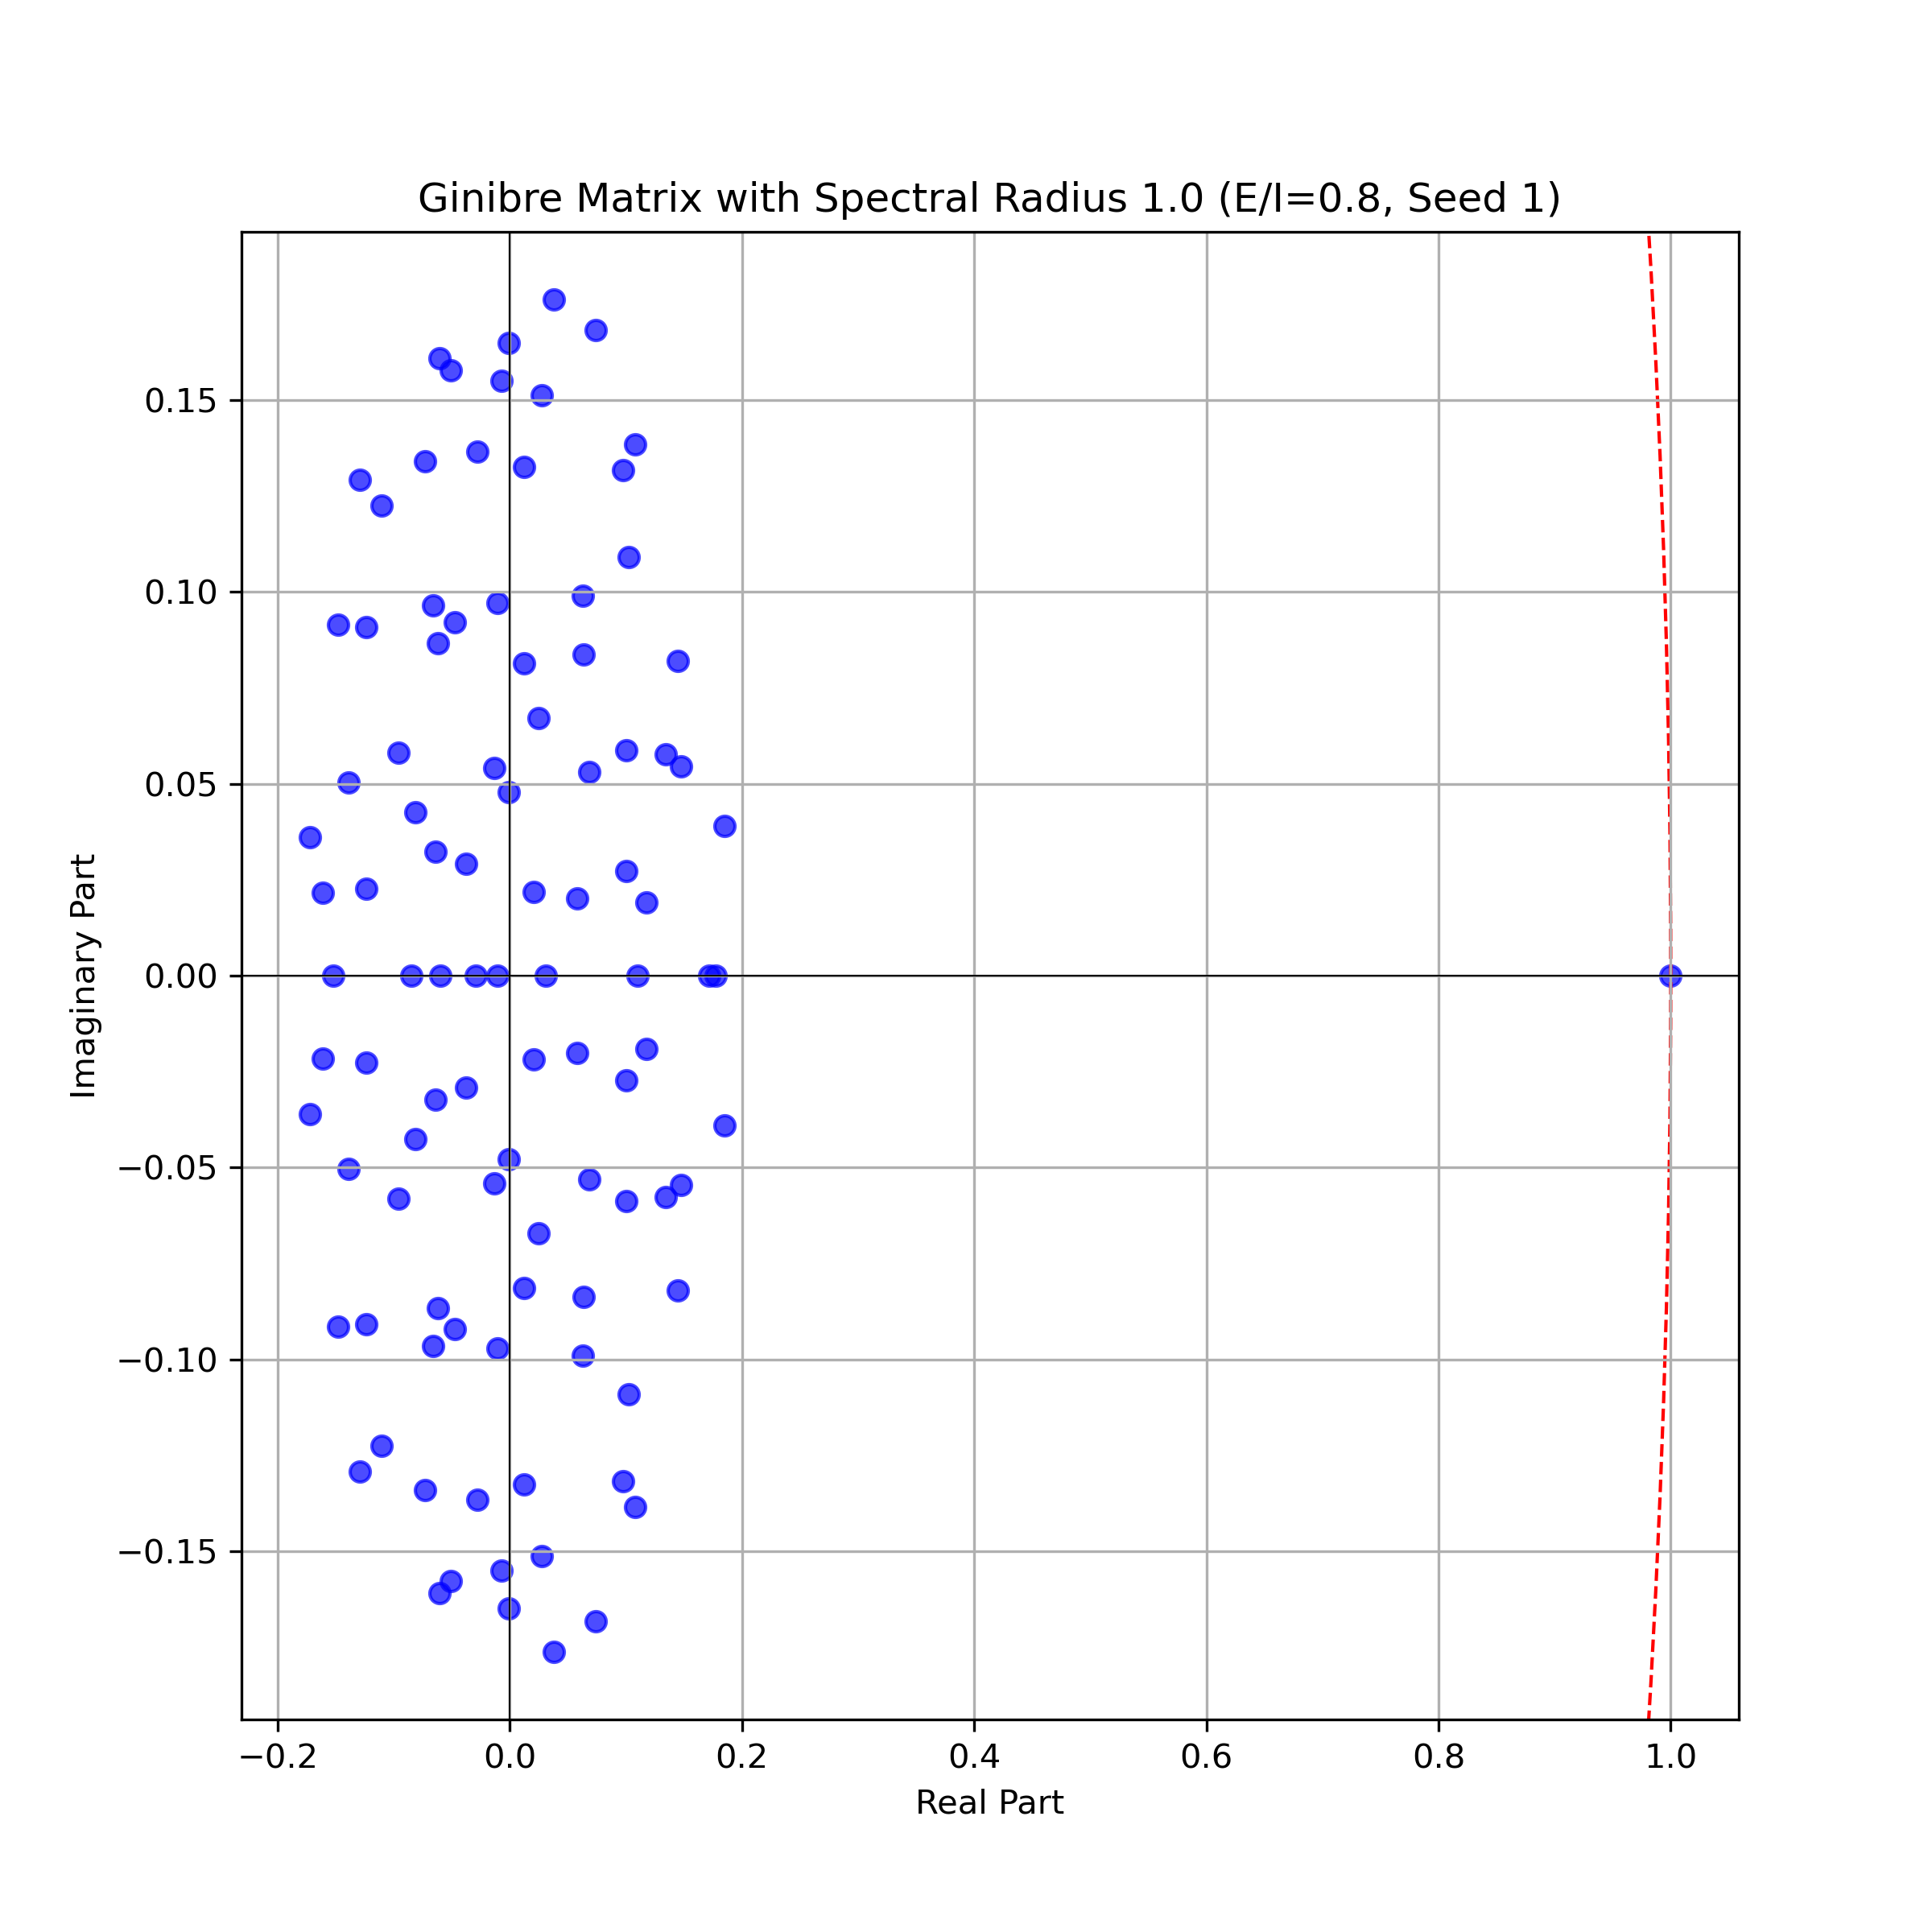 Ginibre Matrix with Spectral Radius 1.0 (E/I=0.8, Seed 1)
0.15
0.10
0.05
0.00
−0.05
−0.10
−0.15
Imaginary Part
−0.2 0.0 0.2 0.4 0.6 0.8 1.0
Real Part